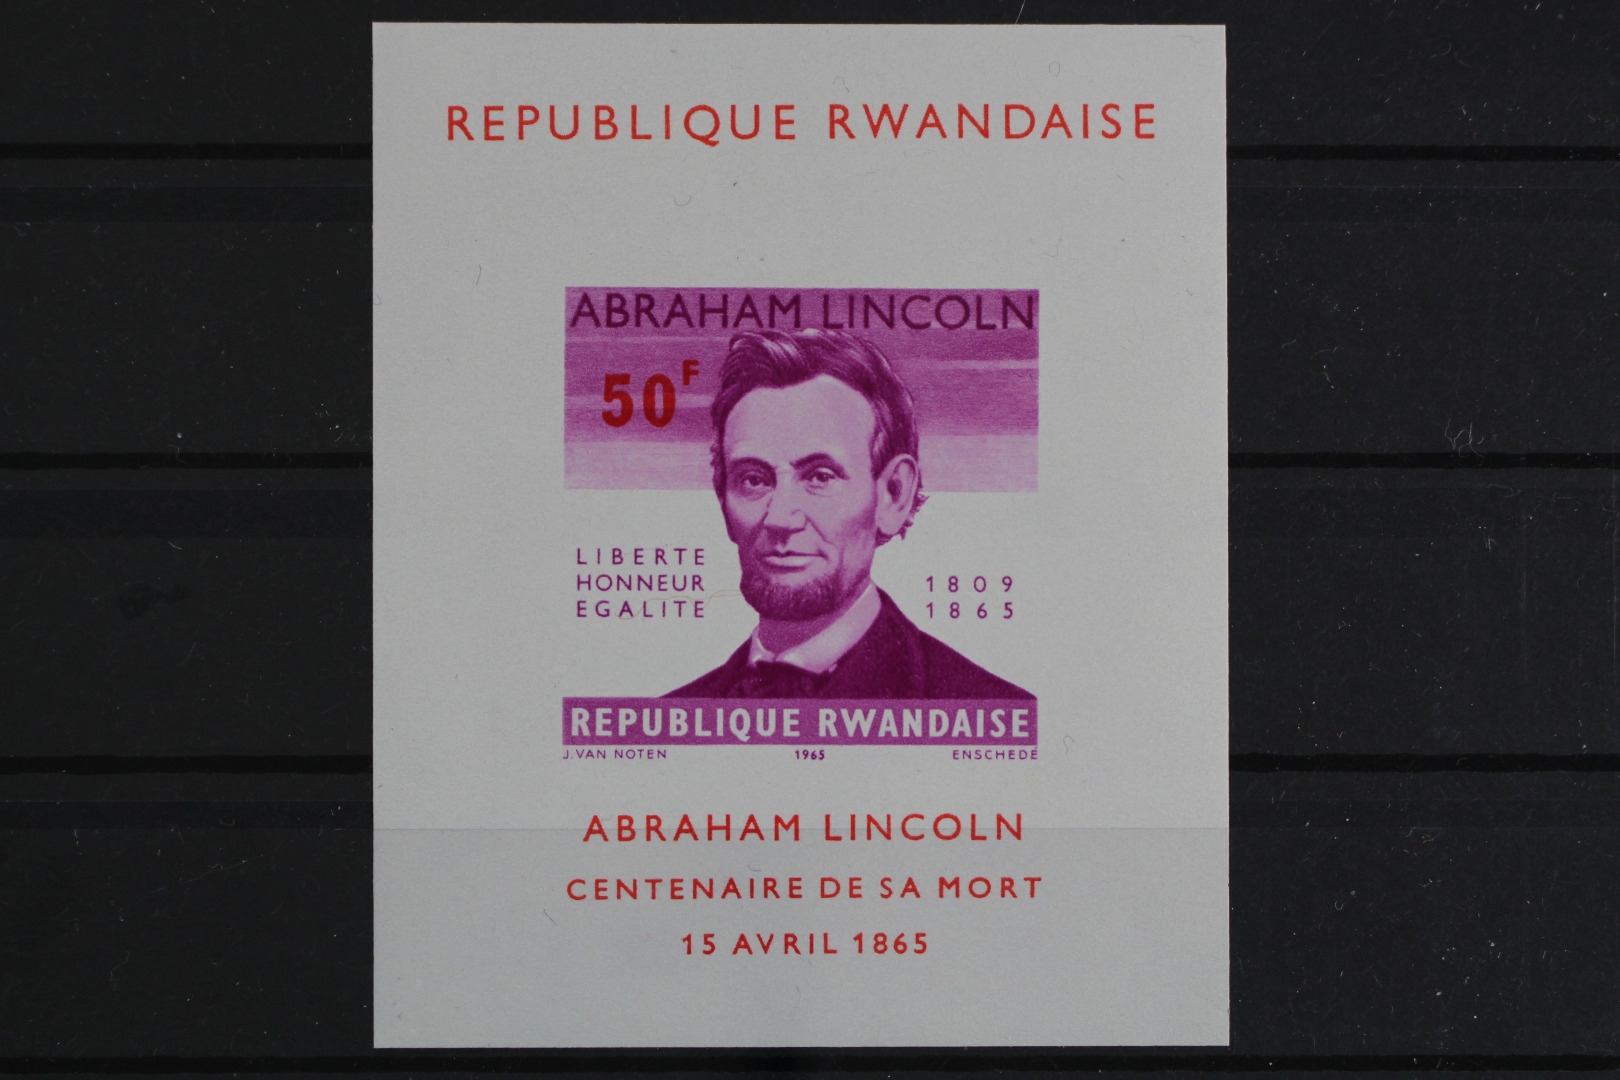 REPUBLIQUE RWANDAISE
ABRAHAM LINCOLN
50F
LIBERTE
HONNEUR
EGALITE
1809
1865
REPUBLIQUE RWANDAISE
J.VAN NOTEN 1965 ENSCHEDÉ
ABRAHAM LINCOLN
CENTENAIRE DE SA MORT
15 AVRIL 1865